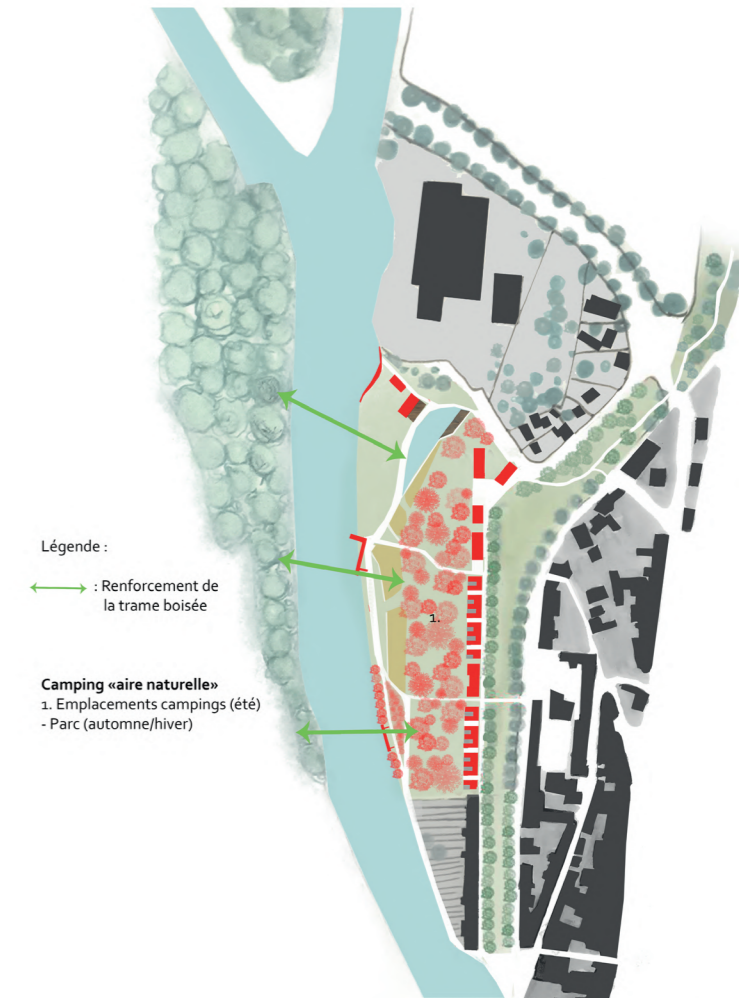 Légende :
: Renforcement de
la trame boisée
1.
Camping «aire naturelle»
1. Emplacements campings (été)
- Parc (automne/hiver)